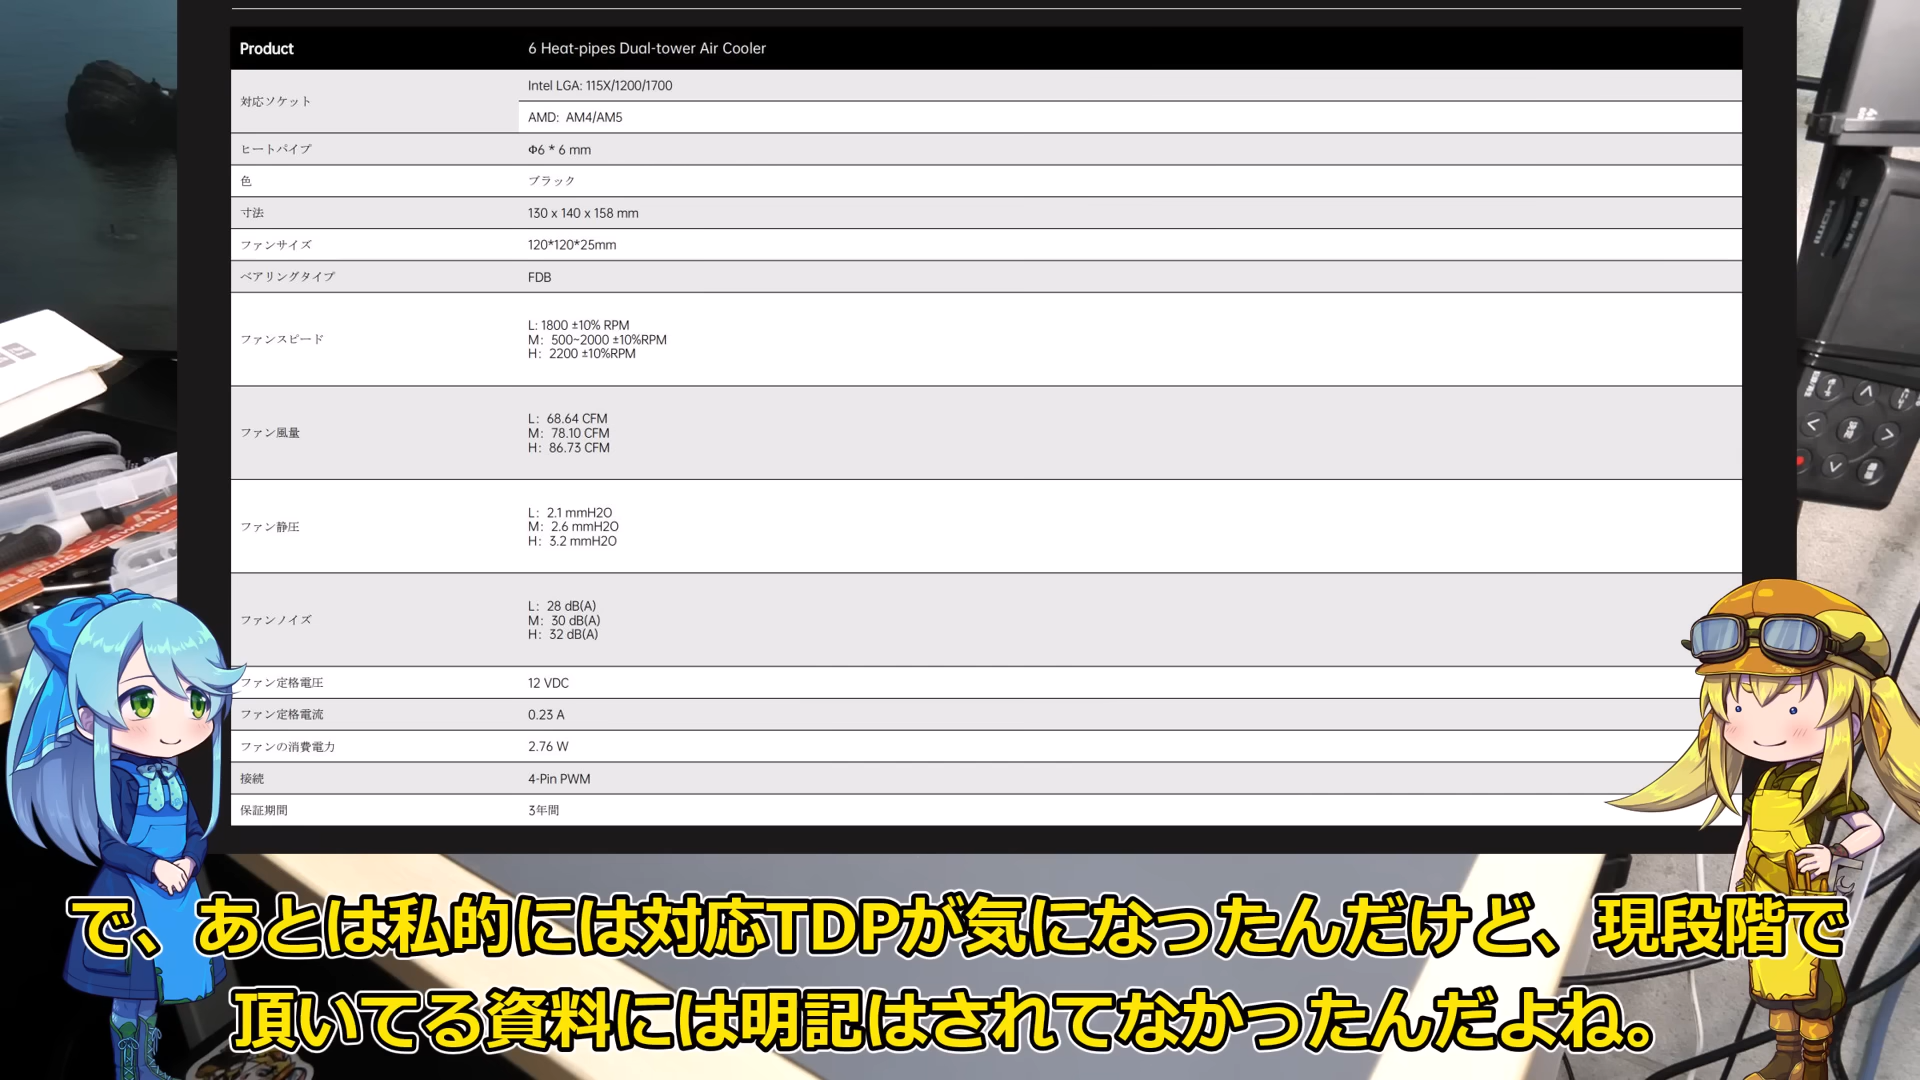 Product 6 Heat-pipes Dual-tower Air Cooler
対応ソケット Intel LGA: 115X/1200/1700
AMD: AM4/AM5
ヒートパイプ Φ6 * 6 mm
色 ブラック
寸法 130 x 140 x 158 mm
ファンサイズ 120*120*25mm
ベアリングタイプ FDB
ファンスピード L: 1800 ±10% RPM
M: 500~2000 ±10%RPM
H: 2200 ±10%RPM
ファン風量 L: 68.64 CFM
M: 78.10 CFM
H: 86.73 CFM
ファン静圧 L: 2.1 mmH2O
M: 2.6 mmH2O
H: 3.2 mmH2O
ファンノイズ L: 28 dB(A)
M: 30 dB(A)
H: 32 dB(A)
ファン定格電圧 12 VDC
ファン定格電流 0.23 A
ファンの消費電力 2.76 W
接続 4-Pin PWM
保証期間 3年間
で、あとは私的には対応TDPが気になったんだけど、現段階で
頂いてる資料には明記はされてなかったんだよね。